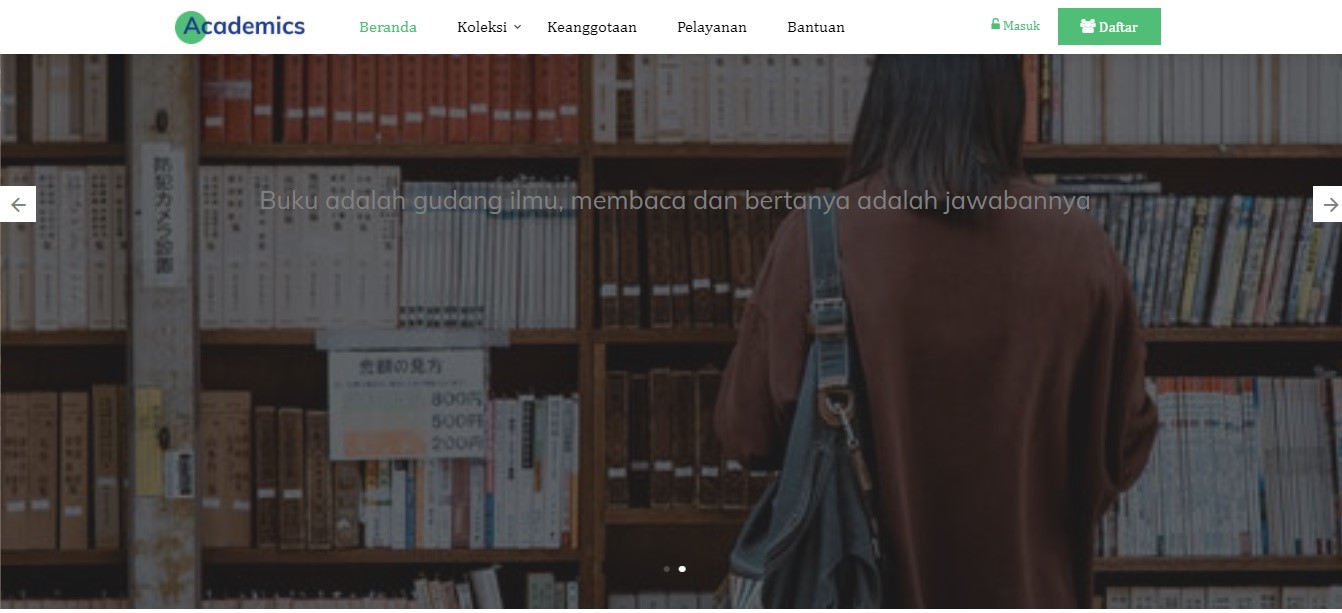 Academics
Beranda
Koleksi
Keanggotaan
Pelayanan
Bantuan
Masuk
Daftar
Buku adalah gudang ilmu, membaca dan bertanya adalah jawabannya
防犯カメラ設置
金額の見方
800円
500円
200円